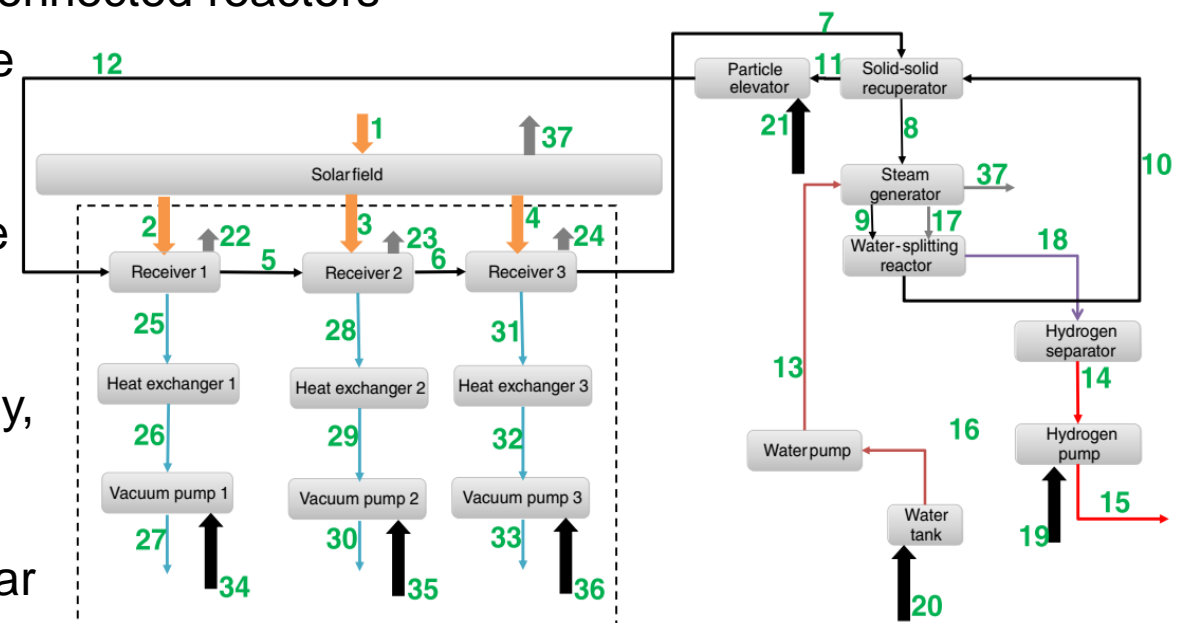 onnected reactors
e
e
y,
ar
7
12
Particle
elevator
11
Solid-solid
recuperator
1
37
21
8
10
Solar field
Steam
generator
37
2
3
4
22
23
24
9
17
Receiver 1
5
Receiver 2
6
Receiver 3
Water-splitting
reactor
18
25
28
31
Hydrogen
separator
13
14
Heat exchanger 1
Heat exchanger 2
Heat exchanger 3
26
29
32
16
Water pump
Hydrogen
pump
Vacuum pump 1
Vacuum pump 2
Vacuum pump 3
15
27
30
33
Water
tank
19
34
35
36
20